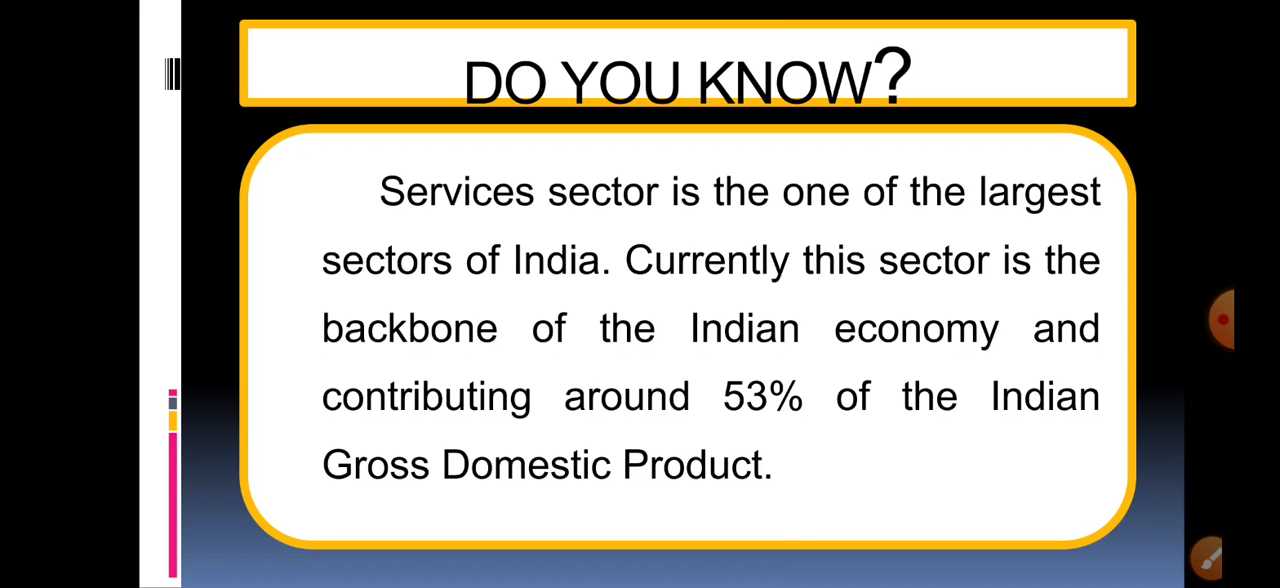 DO YOU KNOW?
Services sector is the one of the largest
sectors of India. Currently this sector is the
backbone of the Indian economy and
contributing around 53% of the Indian
Gross Domestic Product.